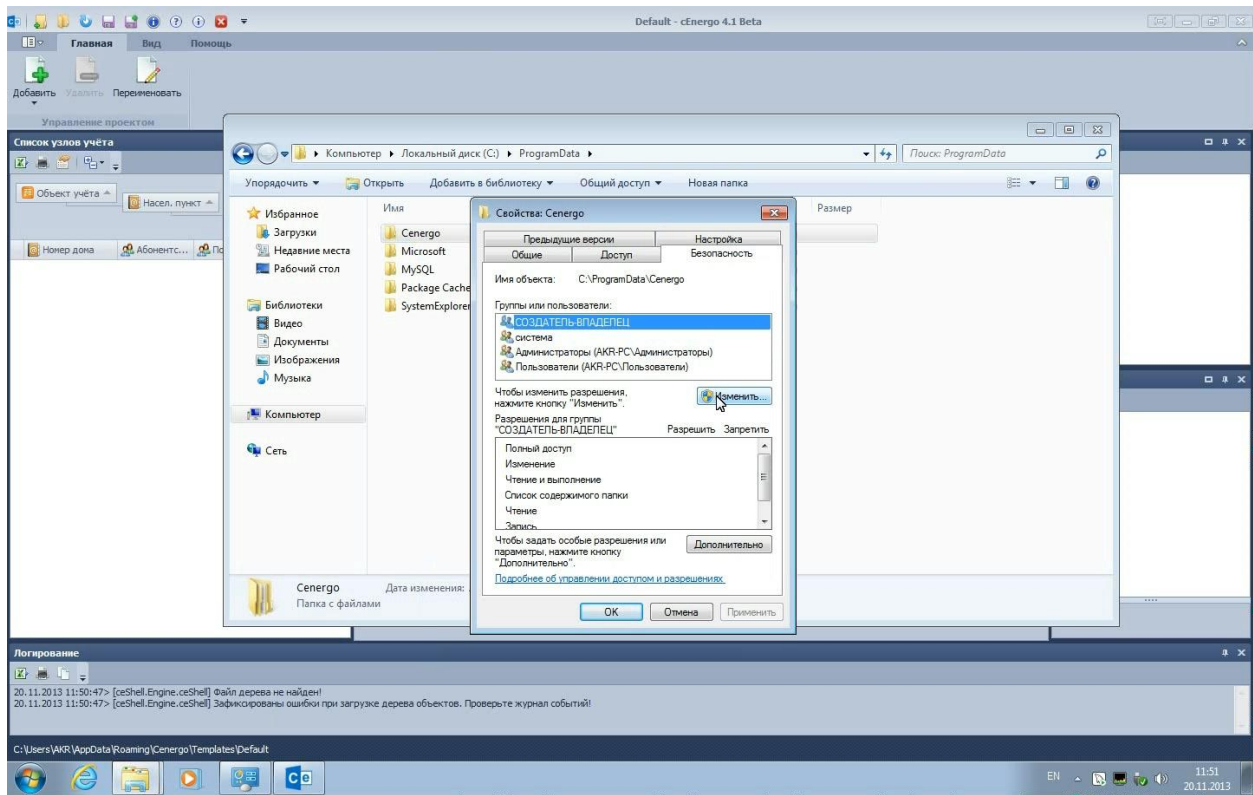 Default - cEnergo 4.1 Beta
Главная Вид Помощь
Добавить Удалить Переименовать
Управление проектом
Список узлов учёта
Объект учёта
Насел. пункт
Номер дома Абонентс...
Компьютер Локальный диск (C:) ProgramData
Поиск: ProgramData
Упорядочить Открыть Добавить в библиотеку Общий доступ Новая папка
Избранное
Загрузки
Недавние места
Рабочий стол
Библиотеки
Видео
Документы
Изображения
Музыка
Компьютер
Сеть
Имя Размер
Cenergo
Microsoft
MySQL
Package Cache
SystemExplorer
Cenergo Дата изменения:
Папка с файлами
Свойства: Cenergo
Предыдущие версии Настройка
Общие Доступ Безопасность
Имя объекта: C:\ProgramData\Cenergo
Группы или пользователи:
СОЗДАТЕЛЬ-ВЛАДЕЛЕЦ
система
Администраторы (AKR-PC\Администраторы)
Пользователи (AKR-PC\Пользователи)
Чтобы изменить разрешения,
нажмите кнопку "Изменить".
Изменить...
Разрешения для группы
"СОЗДАТЕЛЬ-ВЛАДЕЛЕЦ" Разрешить Запретить
Полный доступ
Изменение
Чтение и выполнение
Список содержимого папки
Чтение
Запись
Чтобы задать особые разрешения или
параметры, нажмите кнопку
"Дополнительно".
Дополнительно
Подробнее об управлении доступом и разрешениях
ОК Отмена Применить
Логирование
20.11.2013 11:50:47> [ceShell.Engine.ceShell] Файл дерева не найден!
20.11.2013 11:50:47> [ceShell.Engine.ceShell] Зафиксированы ошибки при загрузке дерева объектов. Проверьте журнал событий!
C:\Users\AKR\AppData\Roaming\Cenergo\Templates\Default
EN 11:51
20.11.2013